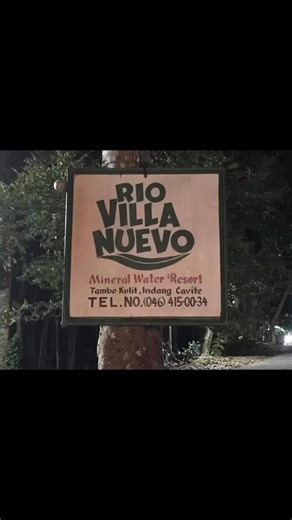 RIO
VILLA
NUEVO
Mineral Water Resort
Tambo Kulit, Indang Cavite
TEL. NO. (046) 415-00-34